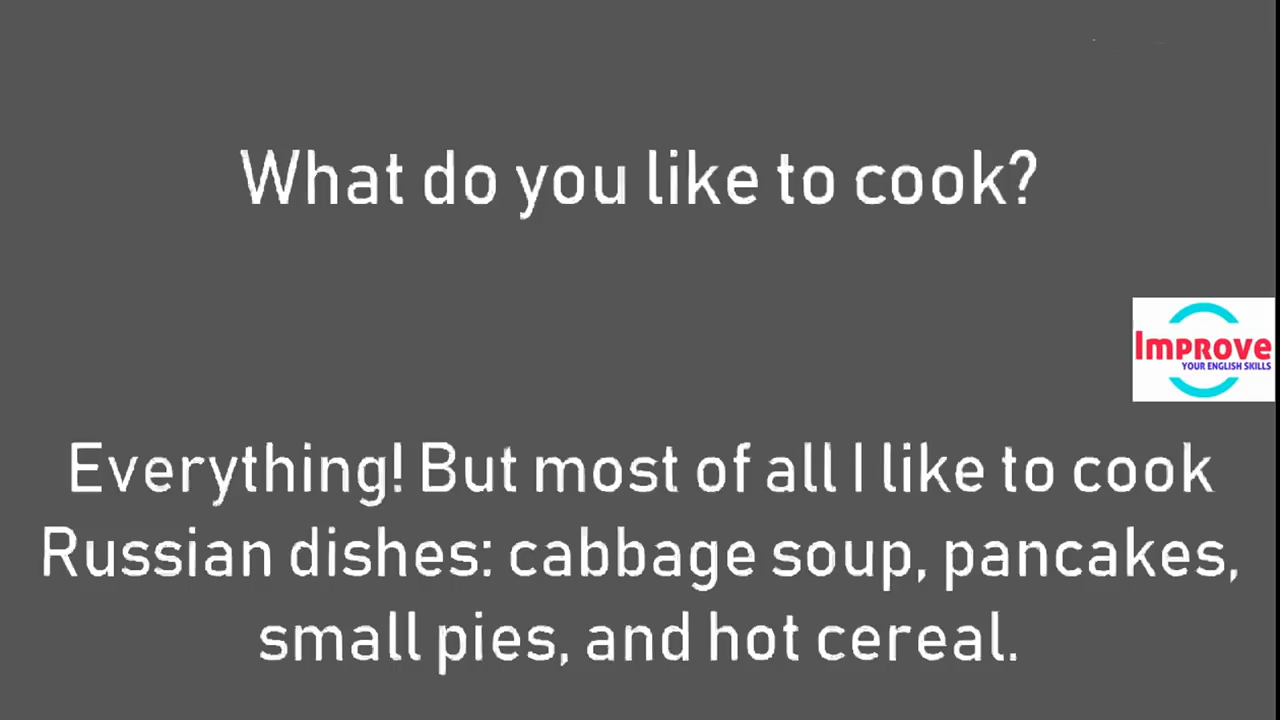 What do you like to cook?
Improve
YOUR ENGLISH SKILLS
Everything! But most of all I like to cook
Russian dishes: cabbage soup, pancakes,
small pies, and hot cereal.